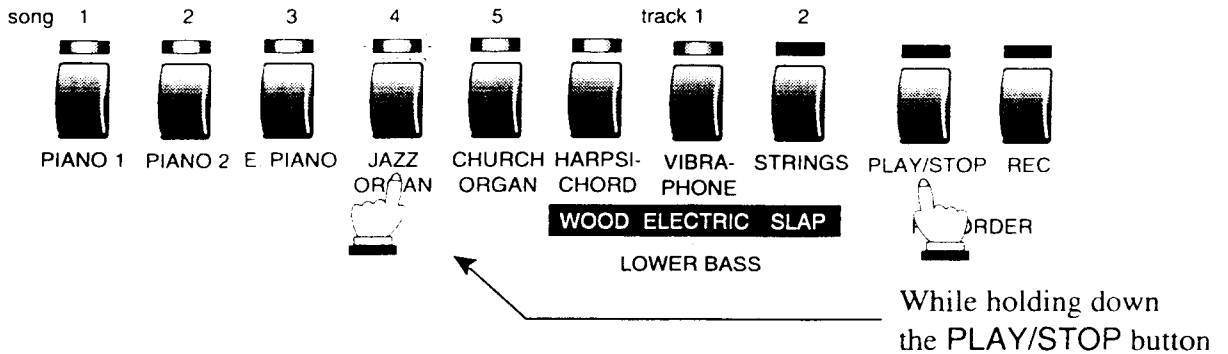 song 1 2 3 4 5 track 1 2
PIANO 1 PIANO 2 E. PIANO JAZZ ORGAN CHURCH ORGAN HARPSI-CHORD VIBRA-PHONE STRINGS PLAY/STOP REC
WOOD ELECTRIC SLAP
LOWER BASS
While holding down
the PLAY/STOP button